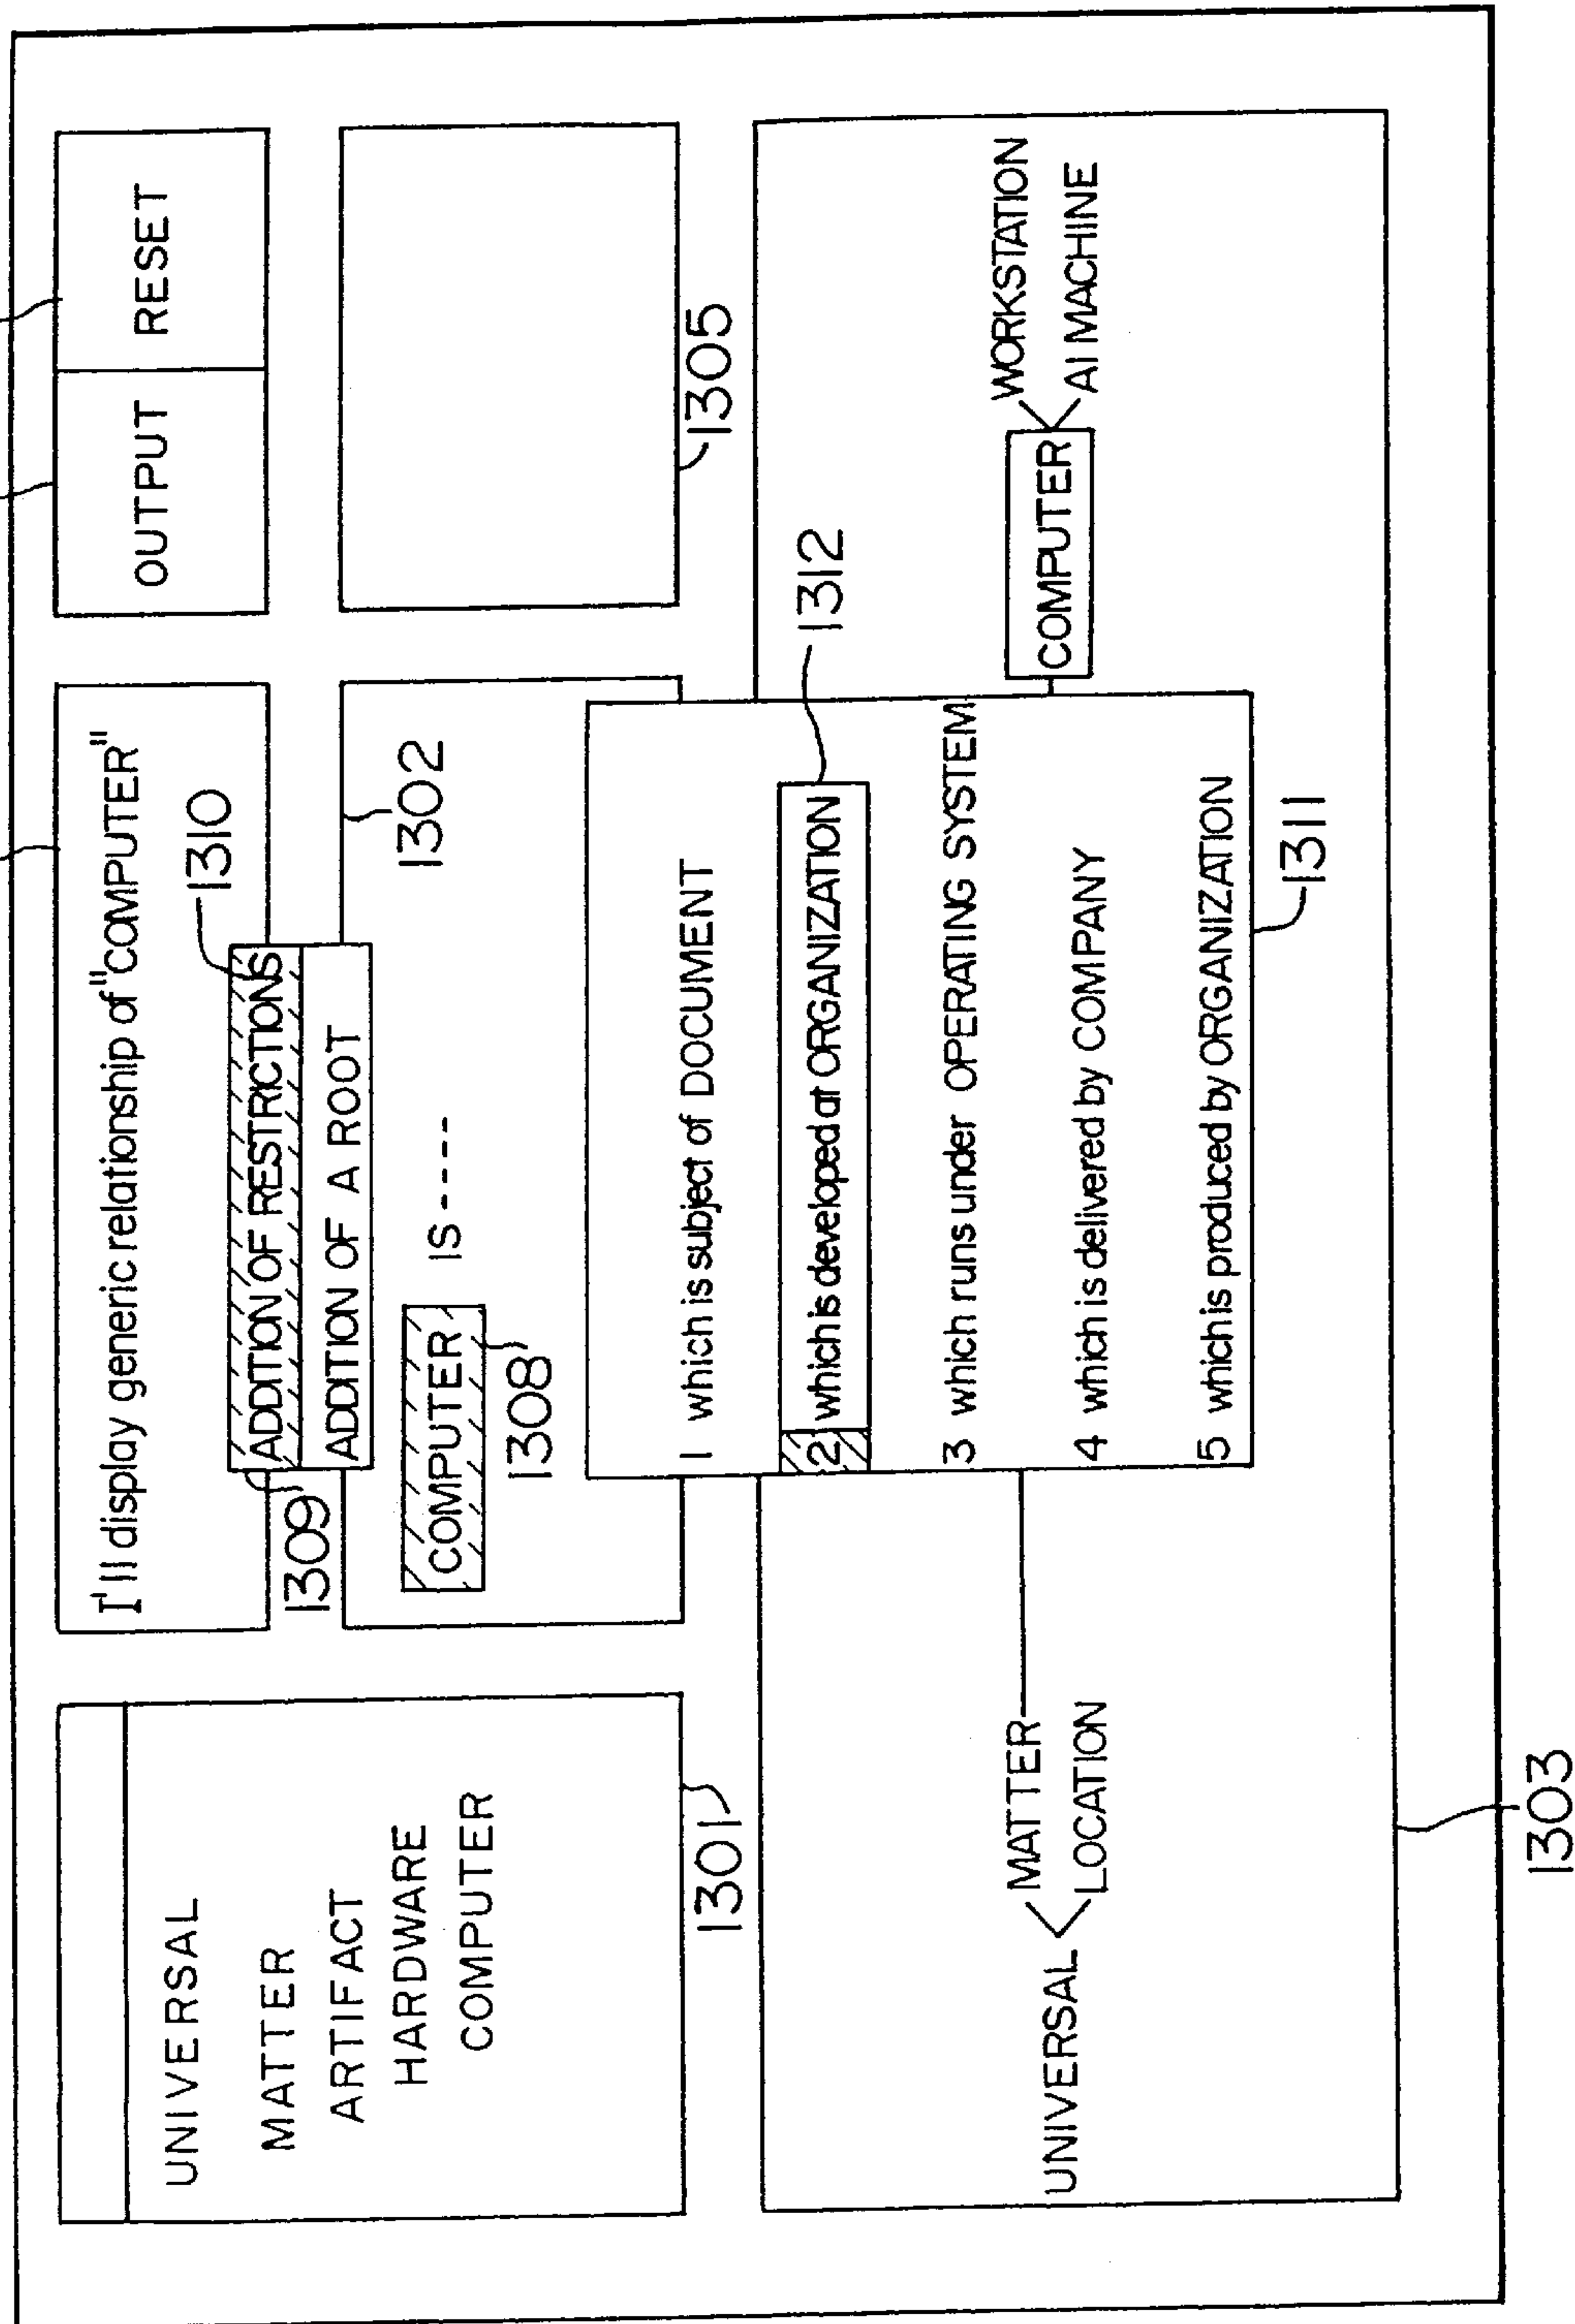 I'll display generic relationship of "COMPUTER"
OUTPUT
RESET
1310
1309
ADDITION OF RESTRICTIONS
ADDITION OF A ROOT
1302
COMPUTER IS----
1308
UNIVERSAL
MATTER
ARTIFACT
HARDWARE
COMPUTER
1301
1305
1 which is subject of DOCUMENT
2 which is developed at ORGANIZATION
1312
3 which runs under OPERATING SYSTEM
4 which is delivered by COMPANY
5 which is produced by ORGANIZATION
1311
UNIVERSAL
MATTER
LOCATION
COMPUTER
WORKSTATION
AI MACHINE
1303